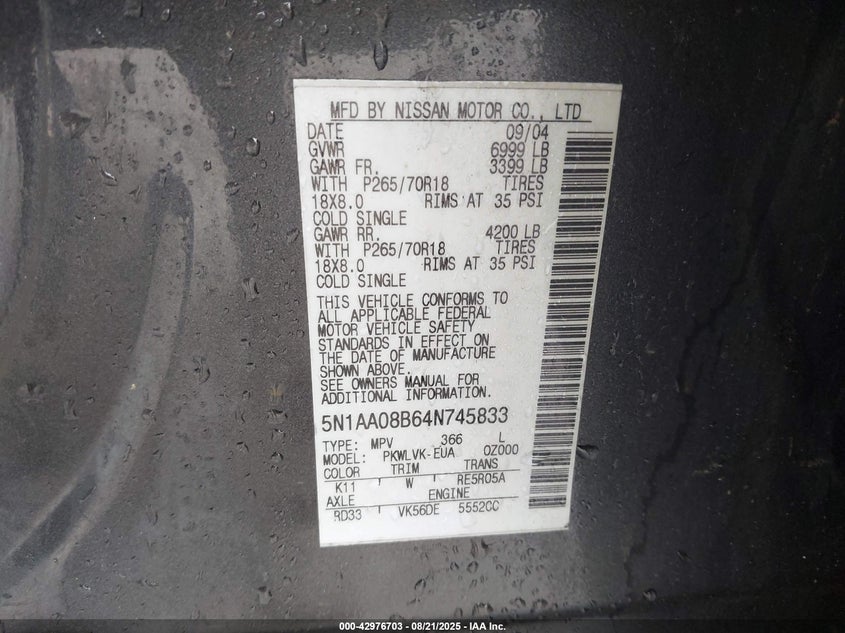 MFD BY NISSAN MOTOR CO., LTD
DATE 09/04
GVWR 6999 LB
GAWR FR. 3399 LB
WITH P265/70R18 TIRES
18X8.0 RIMS AT 35 PSI
COLD SINGLE
GAWR RR. 4200 LB
WITH P265/70R18 TIRES
18X8.0 RIMS AT 35 PSI
COLD SINGLE
THIS VEHICLE CONFORMS TO
ALL APPLICABLE FEDERAL
MOTOR VEHICLE SAFETY
STANDARDS IN EFFECT ON
THE DATE OF MANUFACTURE
SHOWN ABOVE.
SEE OWNERS MANUAL FOR
ADDITIONAL INFORMATION.
5N1AA08B64N745833
TYPE: MPV 366 L
MODEL: PKWLVK-EUA 0Z000
COLOR TRIM TRANS
K11 W RE5R05A
AXLE ENGINE
RD33 VK56DE 5552CC
000-42976703 - 08/21/2025 - IAA Inc.